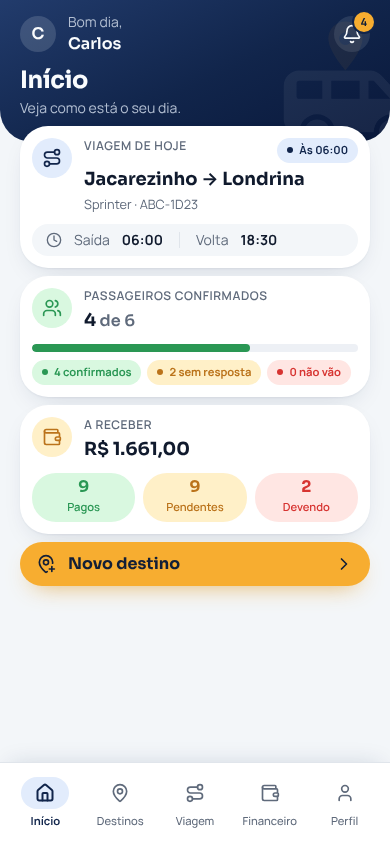 C
Bom dia,
Carlos
4
Início
Veja como está o seu dia.
VIAGEM DE HOJE
Às 06:00
Jacarezinho → Londrina
Sprinter · ABC-1D23
Saída 06:00 Volta 18:30
PASSAGEIROS CONFIRMADOS
4 de 6
4 confirmados 2 sem resposta 0 não vão
A RECEBER
R$ 1.661,00
9 9 2
Pagos Pendentes Devendo
Novo destino
Início Destinos Viagem Financeiro Perfil